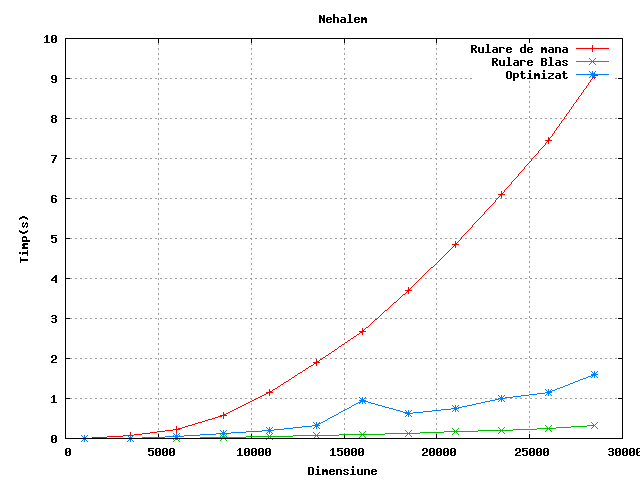 Nehalem
Rulare de mana
Rulare Blas
Optimizat
10
9
8
7
6
5
4
3
2
1
0
Timp(s)
0 5000 10000 15000 20000 25000 30000
Dimensiune